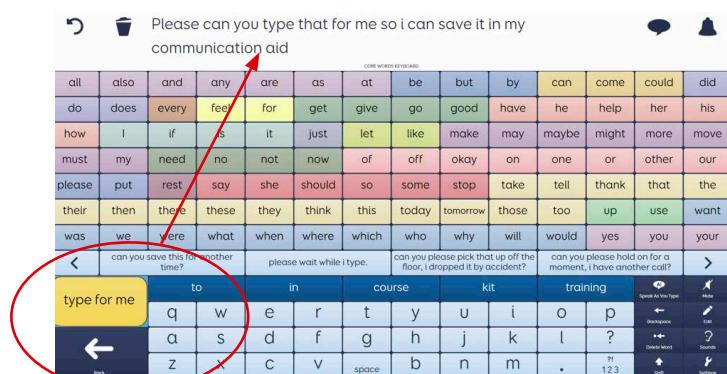 Please can you type that for me so i can save it in my
communication aid
CORE WORDS KEYBOARD
all also and any are as at be but by can come could did
do does every feel for get give go good have he help her his
how I if is it just let like make may maybe might more move
must my need no not now of off okay on one or other our
please put rest say she should so some stop take tell thank that the
their then there these they think this today tomorrow those too up use want
was we were what when where which who why will would yes you your
can you save this for another time? please wait while i type. can you please pick that up off the floor, i dropped it by accident? can you please hold on for a moment, i have another call?
type for me to in course kit training Speak As You Type Mute
q w e r t y u i o p Backspace Edit
a s d f g h j k l ? Delete Word Sounds
Back z x c v space b n m . ?! 123 Shift Settings